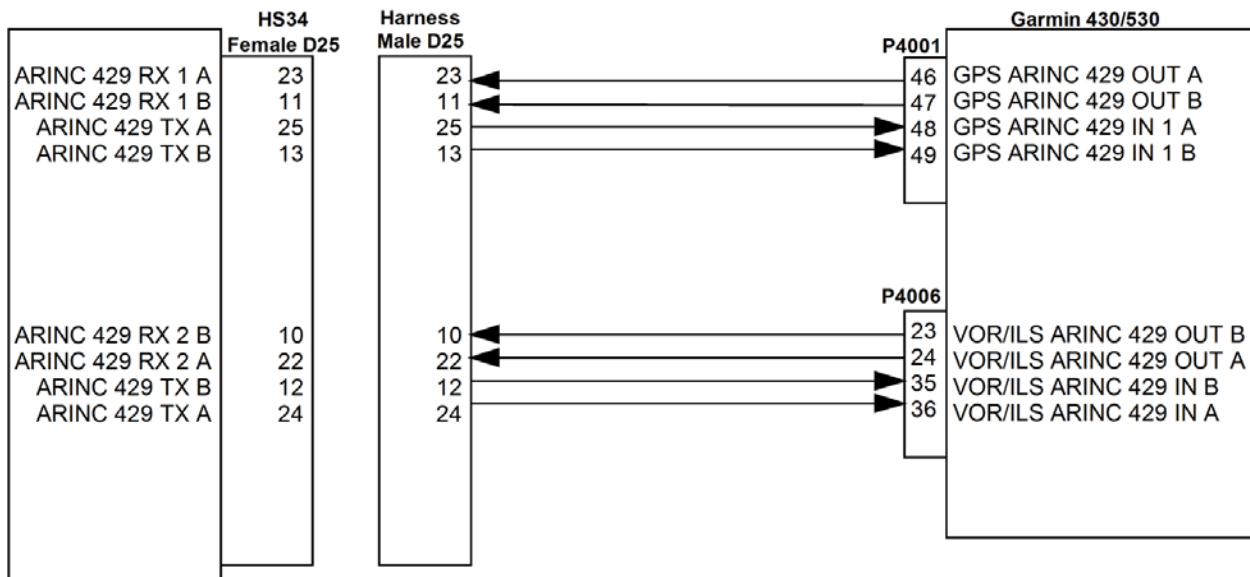 HS34
Female D25
Harness
Male D25
Garmin 430/530
P4001
ARINC 429 RX 1 A 23 23 46 GPS ARINC 429 OUT A
ARINC 429 RX 1 B 11 11 47 GPS ARINC 429 OUT B
ARINC 429 TX A 25 25 48 GPS ARINC 429 IN 1 A
ARINC 429 TX B 13 13 49 GPS ARINC 429 IN 1 B
P4006
ARINC 429 RX 2 B 10 10 23 VOR/ILS ARINC 429 OUT B
ARINC 429 RX 2 A 22 22 24 VOR/ILS ARINC 429 OUT A
ARINC 429 TX B 12 12 35 VOR/ILS ARINC 429 IN B
ARINC 429 TX A 24 24 36 VOR/ILS ARINC 429 IN A